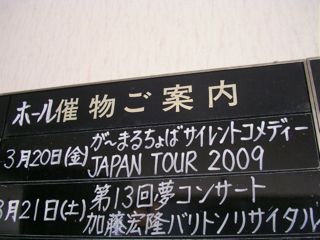 ホール催物ご案内
3月20日(金) が〜まるちょばサイレントコメディー
JAPAN TOUR 2009
3月21日(土) 第13回夢コンサート
加藤宏隆バリトンリサイタル